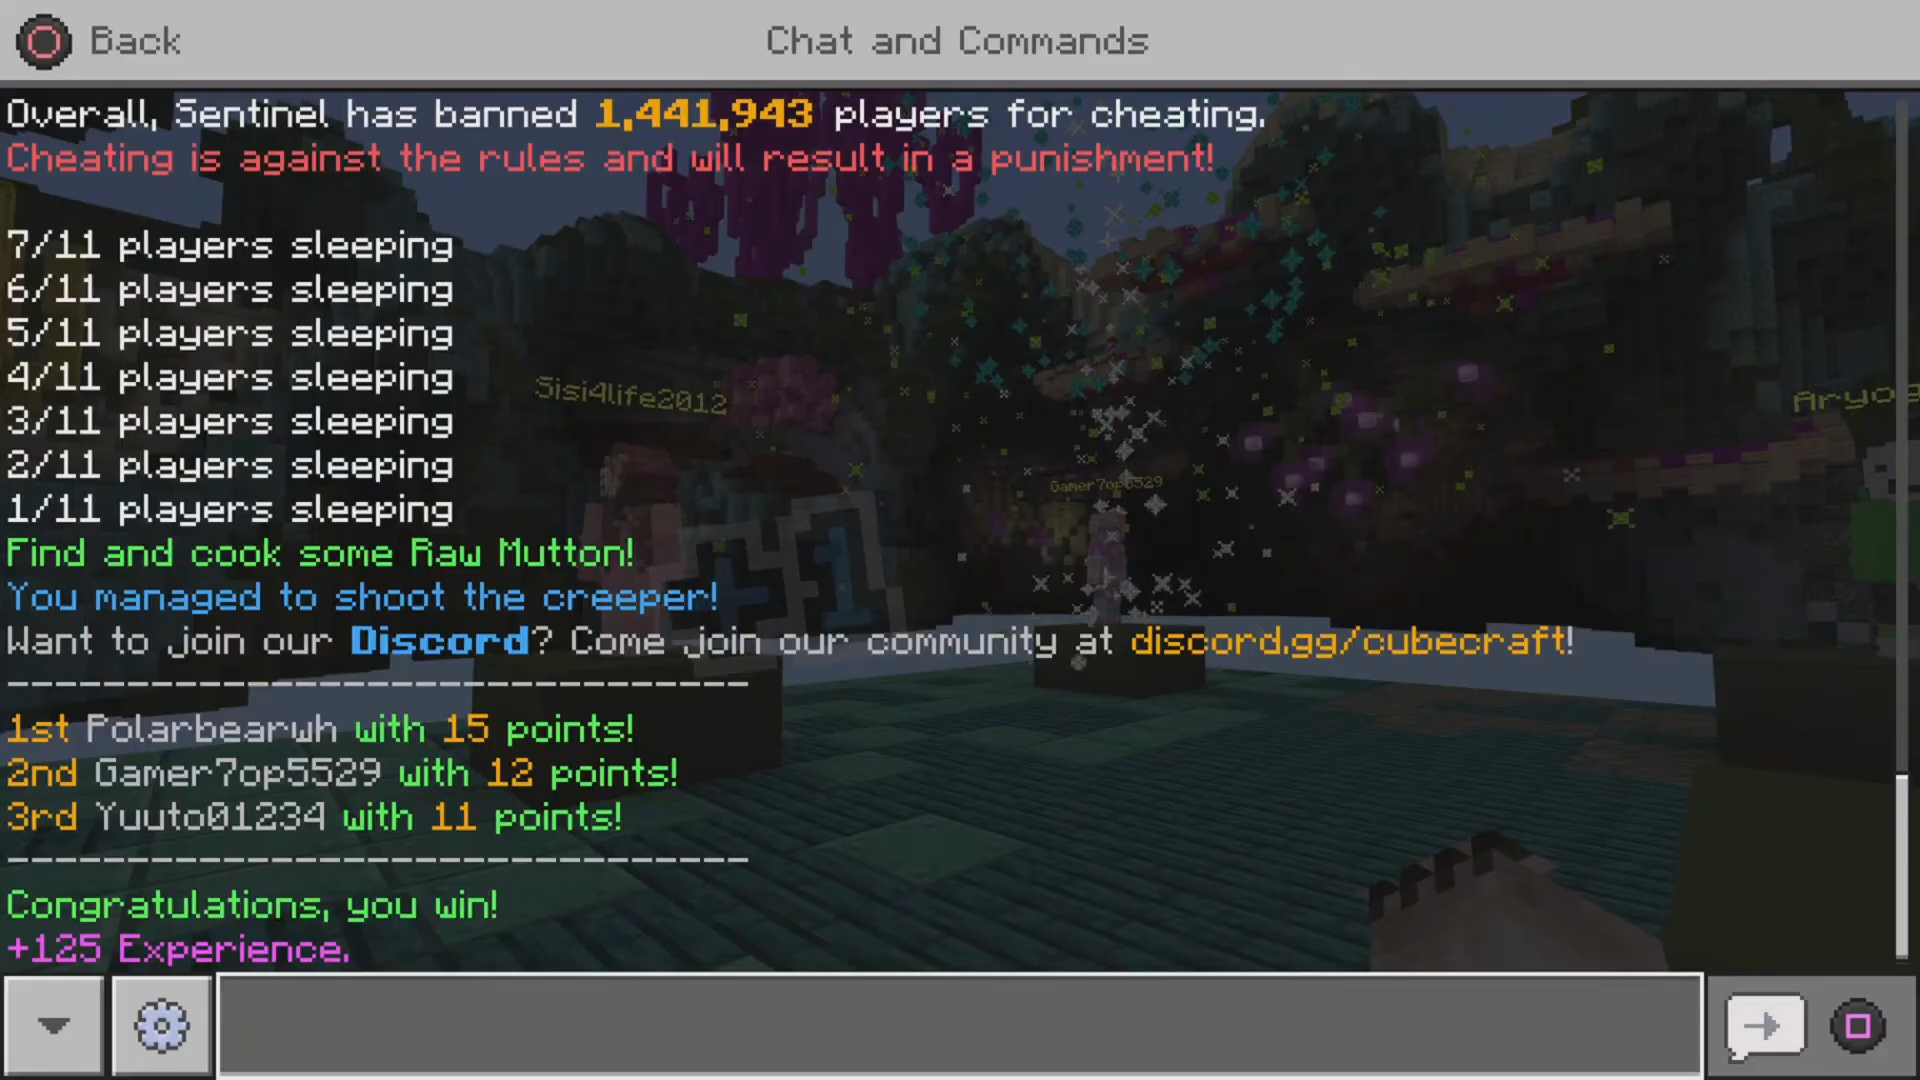 Back
Chat and Commands
Overall, Sentinel has banned 1,441,943 players for cheating.
Cheating is against the rules and will result in a punishment!
7/11 players sleeping
6/11 players sleeping
5/11 players sleeping
4/11 players sleeping
3/11 players sleeping
2/11 players sleeping
1/11 players sleeping
Find and cook some Raw Mutton!
You managed to shoot the creeper!
Want to join our Discord? Come join our community at discord.gg/cubecraft!
-------------------------------
1st Polarbearwh with 15 points!
2nd Gamer7op5529 with 12 points!
3rd Yuuto01234 with 11 points!
-------------------------------
Congratulations, you win!
+125 Experience.
Sisi4life2012
Gamer7op5529
+1